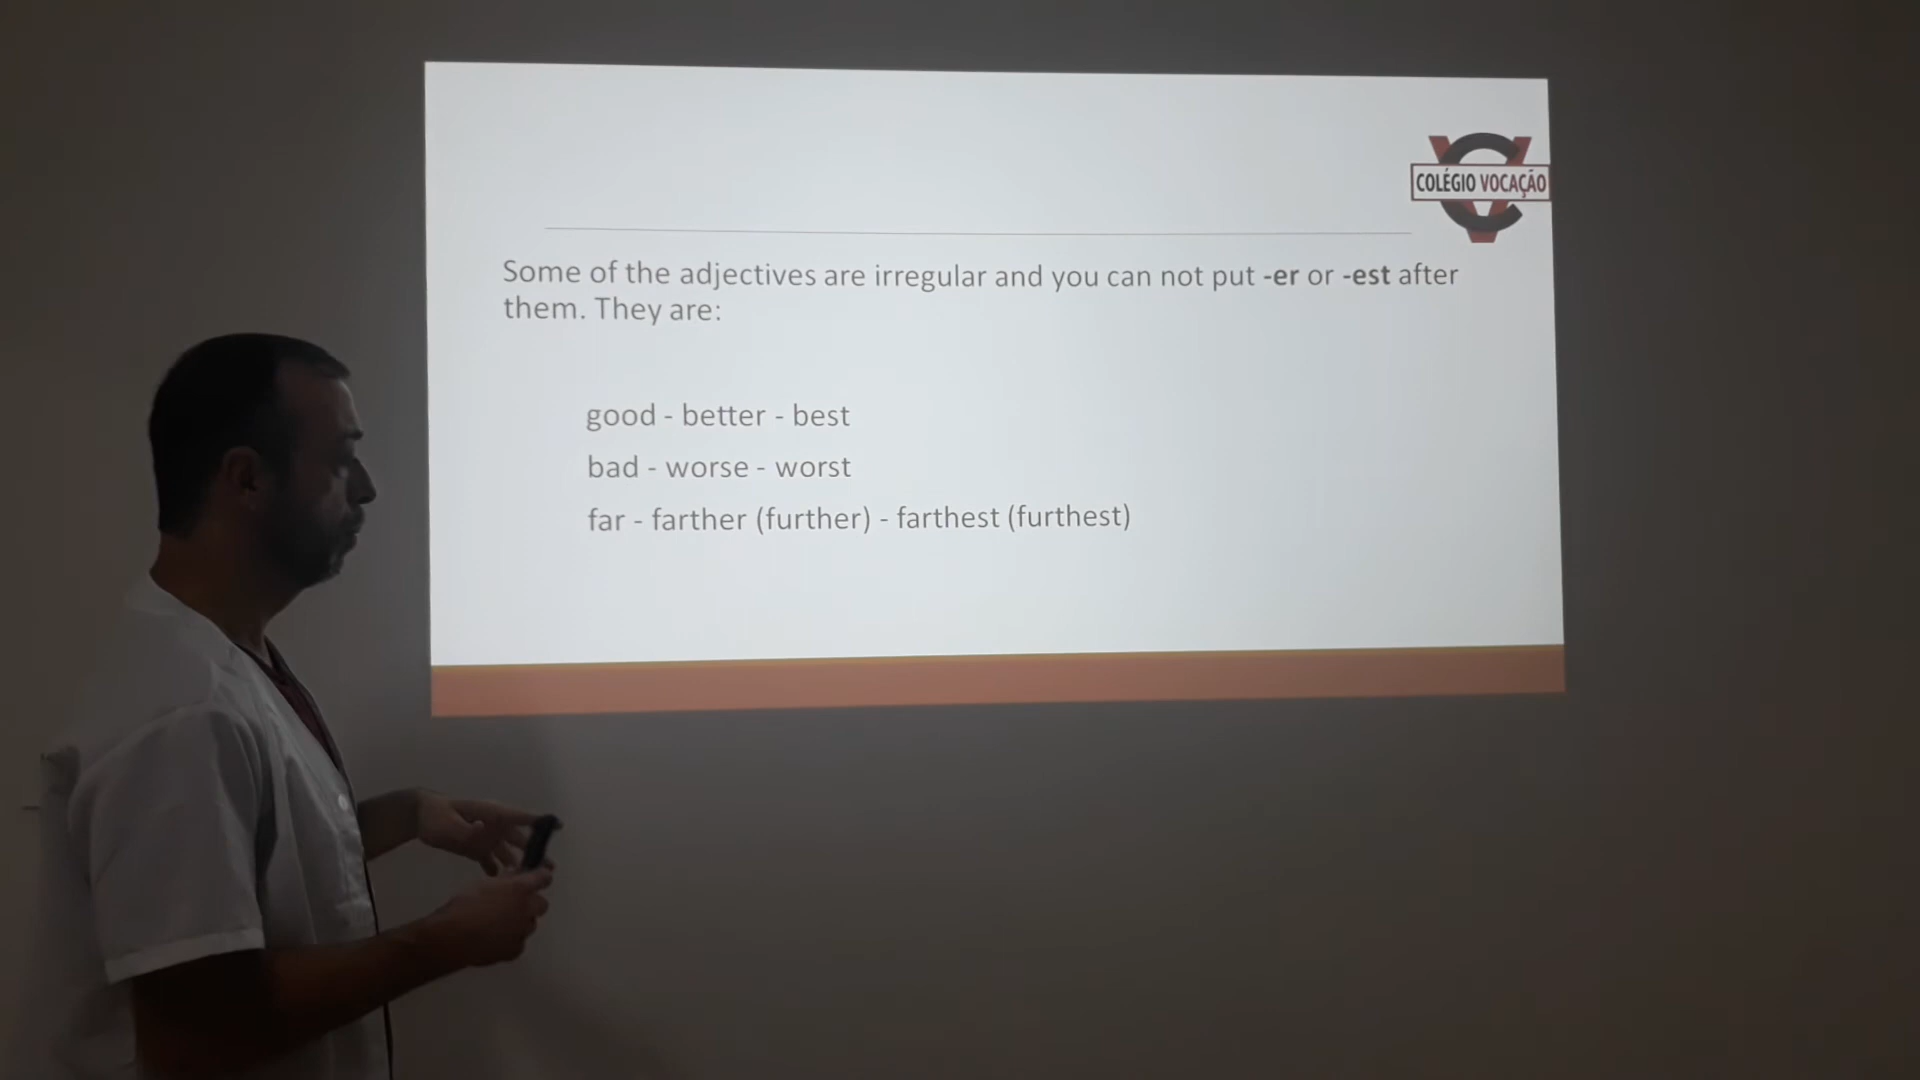 COLÉGIO VOCAÇÃO
Some of the adjectives are irregular and you can not put -er or -est after
them. They are:
good - better - best
bad - worse - worst
far - farther (further) - farthest (furthest)